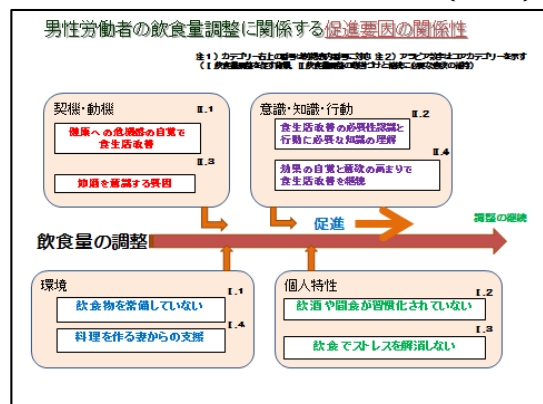 男性労働者の飲食量調整に関係する促進要因の関係性
契機・動機
Ⅱ.1
健康への危機感の自覚で
食生活改善
Ⅱ.3
意識・知識・行動
Ⅱ.2
食生活改善の必要性認識と
行動に必要な知識の理解
Ⅱ.4
効果の自覚と意欲の高まりで
食生活改善を継続
促進
調整の継続
飲食量の調整
環境
Ⅰ.1
飲食物を常備していない
Ⅰ.4
料理を作る妻からの支援
個人特性
Ⅰ.2
飲酒や間食が習慣化されていない
Ⅰ.3
飲食でストレスを解消しない